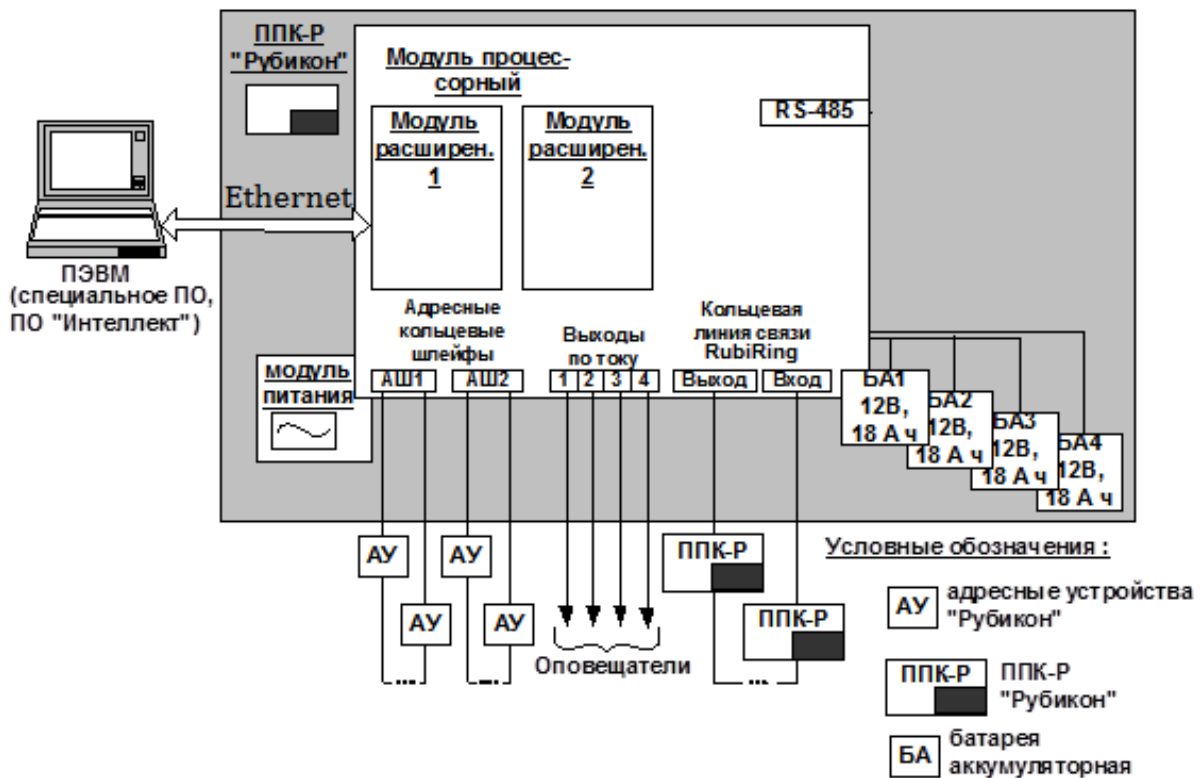 ППК-Р
"Рубикон"
Модуль процес-
сорный
RS-485
Модуль
расширен.
1
Модуль
расширен.
2
Ethernet
ПЭВМ
(специальное ПО,
ПО "Интеллект")
Адресные
кольцевые
шлейфы
Выходы
по току
Кольцевая
линия связи
RubiRing
модуль
питания
АШ1
АШ2
1 2 3 4
Выход
Вход
БА1
12В,
18 А ч
БА2
12В,
18 А ч
БА3
12В,
18 А ч
БА4
12В,
18 А ч
АУ
АУ
АУ
АУ
Оповещатели
ППК-Р
ППК-Р
Условные обозначения :
АУ
адресные устройства
"Рубикон"
ППК-Р
ППК-Р
"Рубикон"
БА
батарея
аккумуляторная